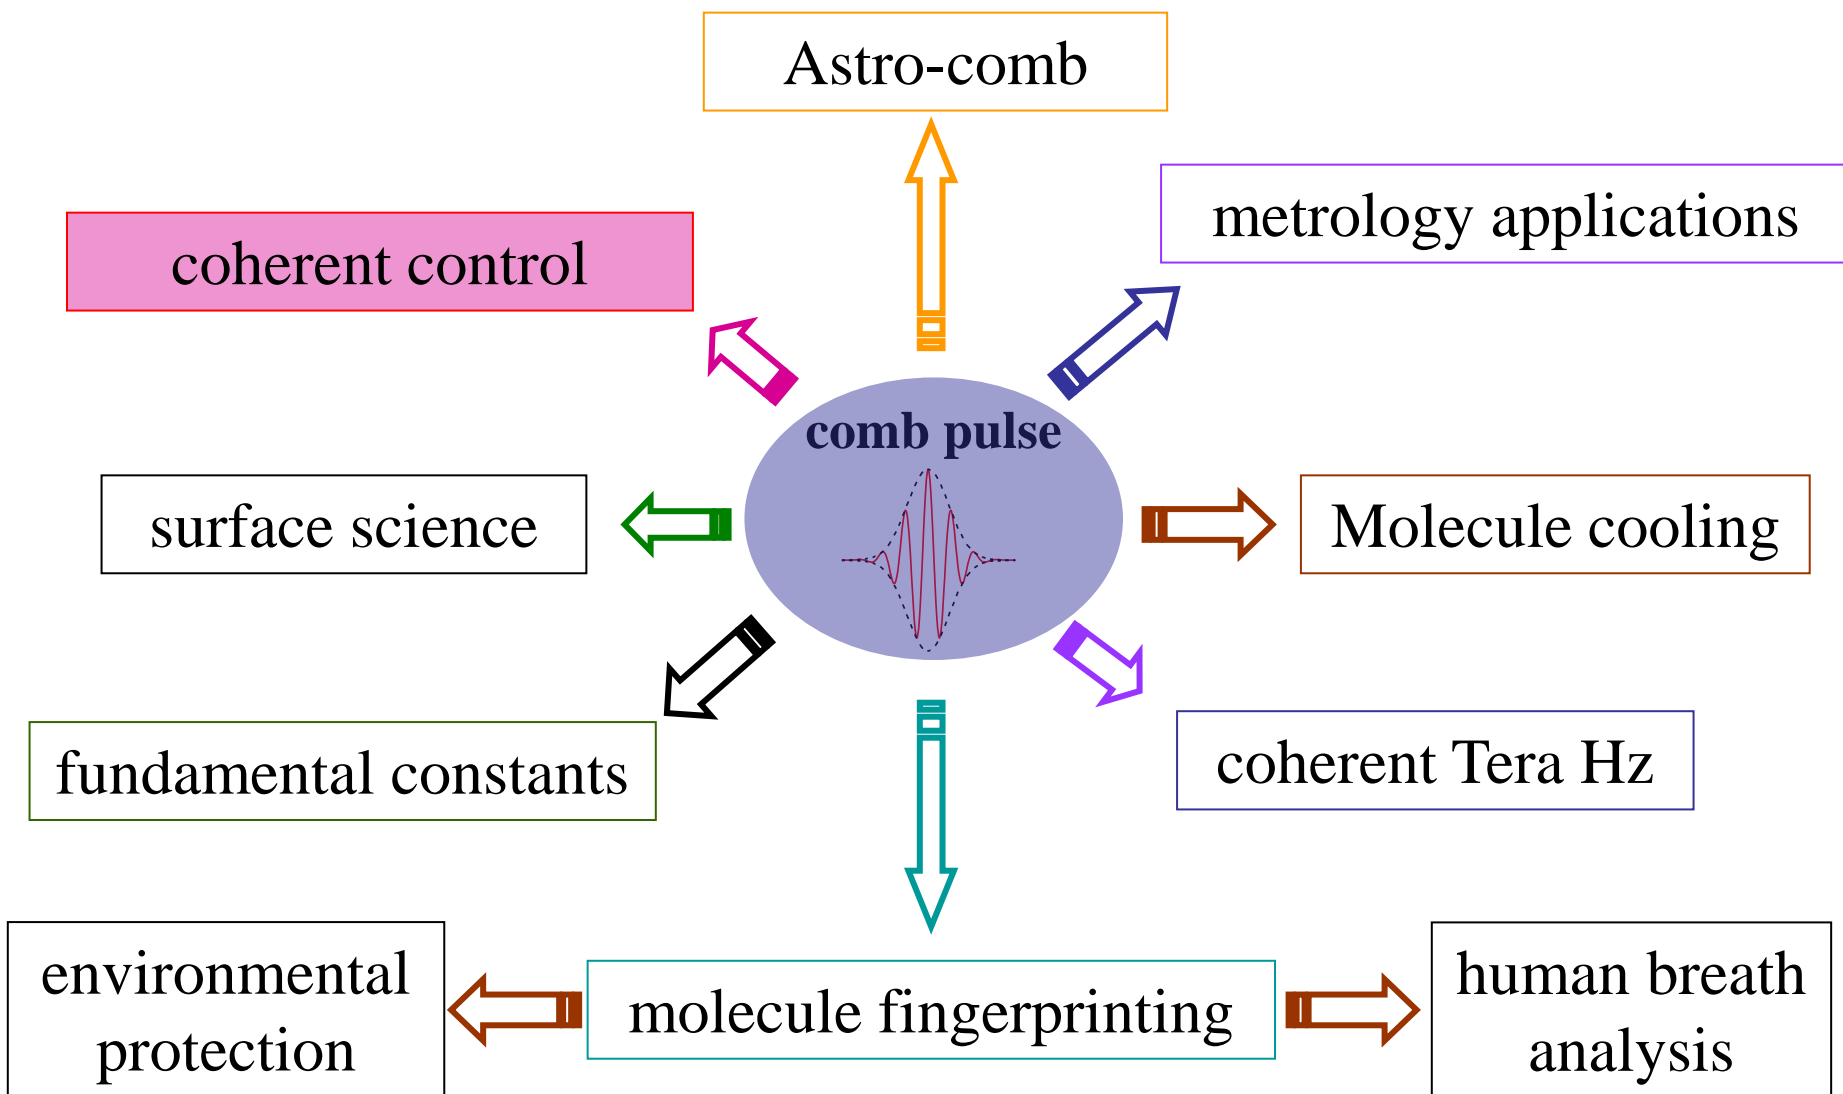 Astro-comb
metrology applications
coherent control
comb pulse
surface science
Molecule cooling
fundamental constants
coherent Tera Hz
environmental
protection
molecule fingerprinting
human breath
analysis